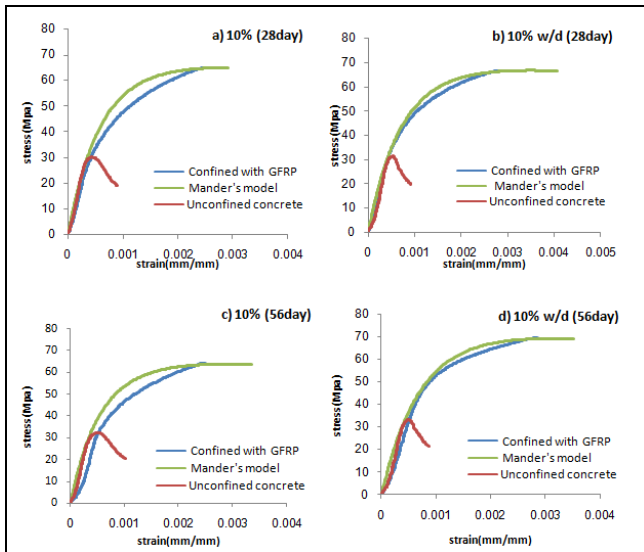 a) 10% (28day)
80
70
60
50
40
30
20
10
0
stress(Mpa)
Confined with GFRP
Mander's model
Unconfined concrete
0 0.001 0.002 0.003 0.004
strain(mm/mm)
b) 10% w/d (28day)
80
70
60
50
40
30
20
10
0
stress(Mpa)
Confined with GFRP
Mander's model
Unconfined concrete
0 0.001 0.002 0.003 0.004 0.005
strain(mm/mm)
c) 10% (56day)
80
70
60
50
40
30
20
10
0
stress(Mpa)
Confined with GFRP
Mander's model
Unconfined concrete
0 0.001 0.002 0.003 0.004
strain(mm/mm)
d) 10% w/d (56day)
80
70
60
50
40
30
20
10
0
stress(Mpa)
Confined with GFRP
Mander's model
Unconfined concrete
0 0.001 0.002 0.003 0.004
strain(mm/mm)